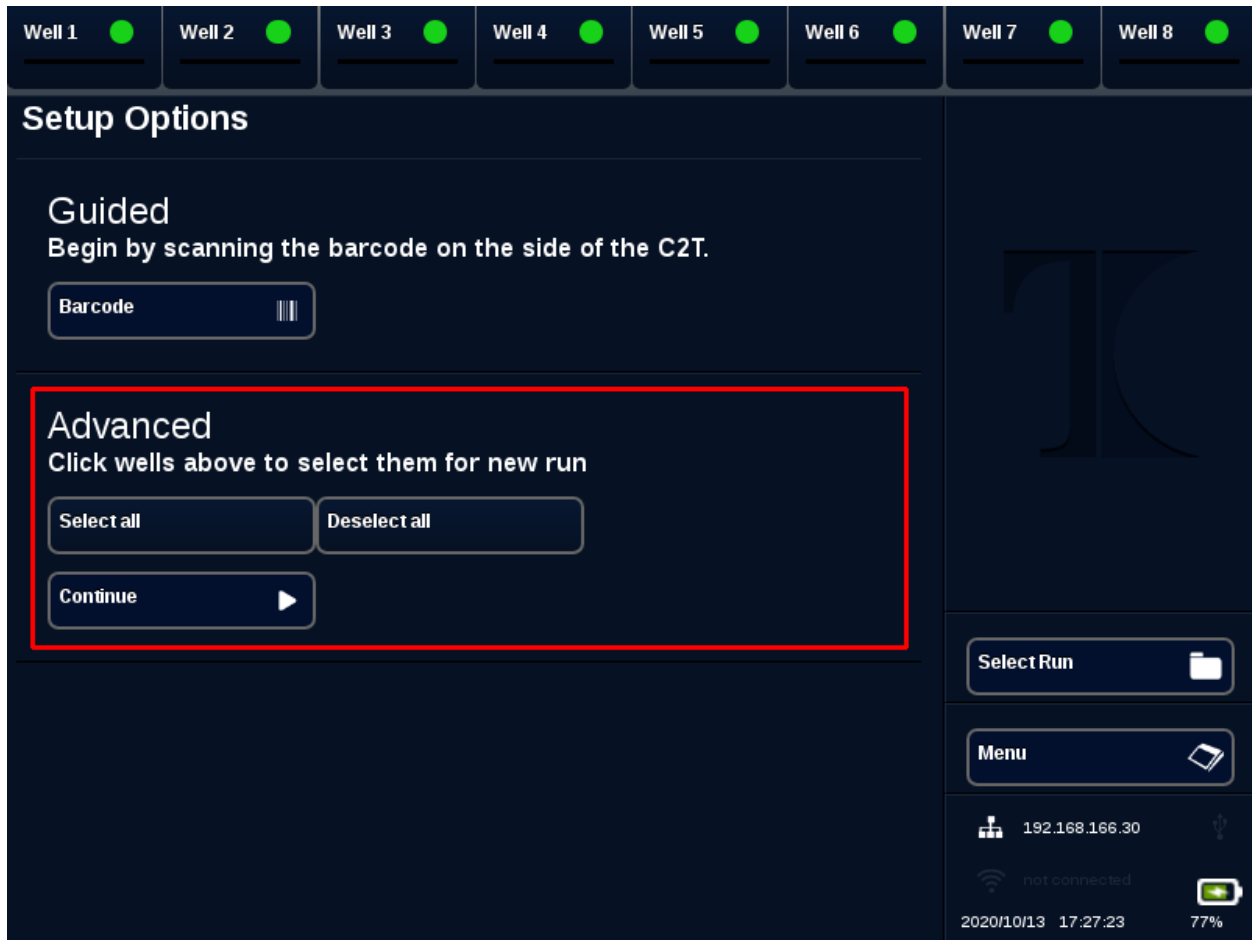 Well 1 Well 2 Well 3 Well 4 Well 5 Well 6 Well 7 Well 8
Setup Options
Guided
Begin by scanning the barcode on the side of the C2T.
Barcode
Advanced
Click wells above to select them for new run
Select all Deselect all
Continue
TC
Select Run
Menu
192.168.166.30
not connected
2020/10/13 17:27:23 77%